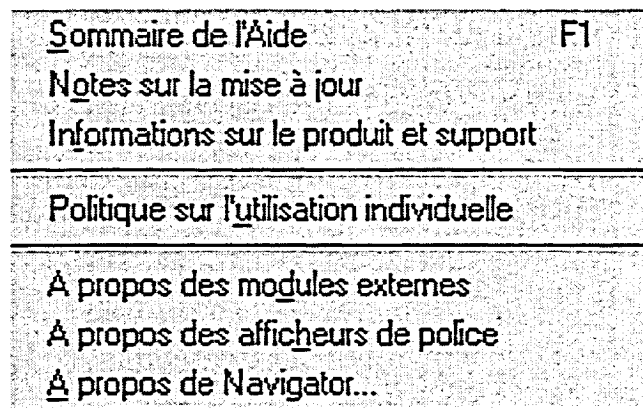 Sommaire de l'Aide F1
Notes sur la mise à jour
Informations sur le produit et support
Politique sur l'utilisation individuelle
A propos des modules externes
A propos des afficheurs de police
A propos de Navigator...